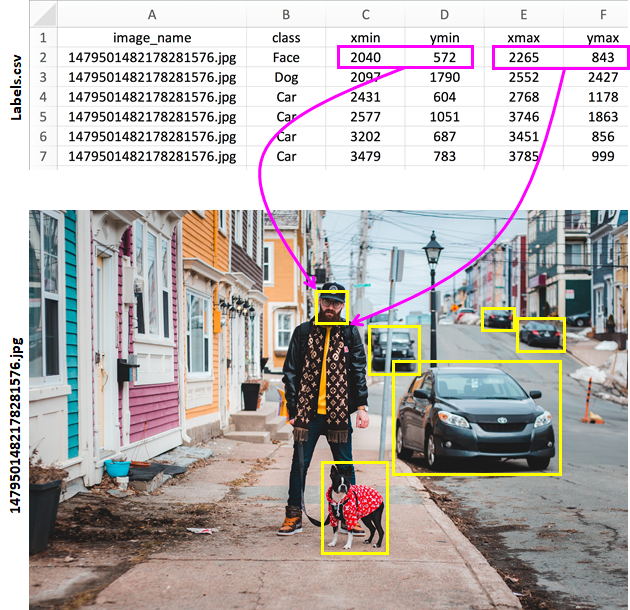 A B C D E F
1 image_name class xmin ymin xmax ymax
2 1479501482178281576.jpg Face 2040 572 2265 843
3 1479501482178281576.jpg Dog 2097 1790 2552 2427
4 1479501482178281576.jpg Car 2431 604 2768 1178
5 1479501482178281576.jpg Car 2577 1051 3746 1863
6 1479501482178281576.jpg Car 3202 687 3451 856
7 1479501482178281576.jpg Car 3479 783 3785 999
Labels.csv
1479501482178281576.jpg